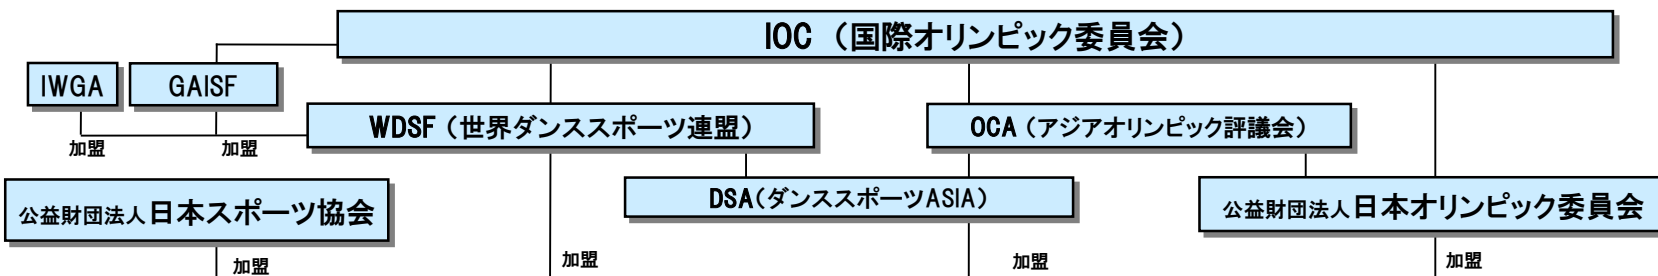 IOC （国際オリンピック委員会）
IWGA
GAISF
WDSF（世界ダンススポーツ連盟）
OCA（アジアオリンピック評議会）
加盟
加盟
公益財団法人日本スポーツ協会
DSA（ダンススポーツASIA）
公益財団法人日本オリンピック委員会
加盟
加盟
加盟
加盟